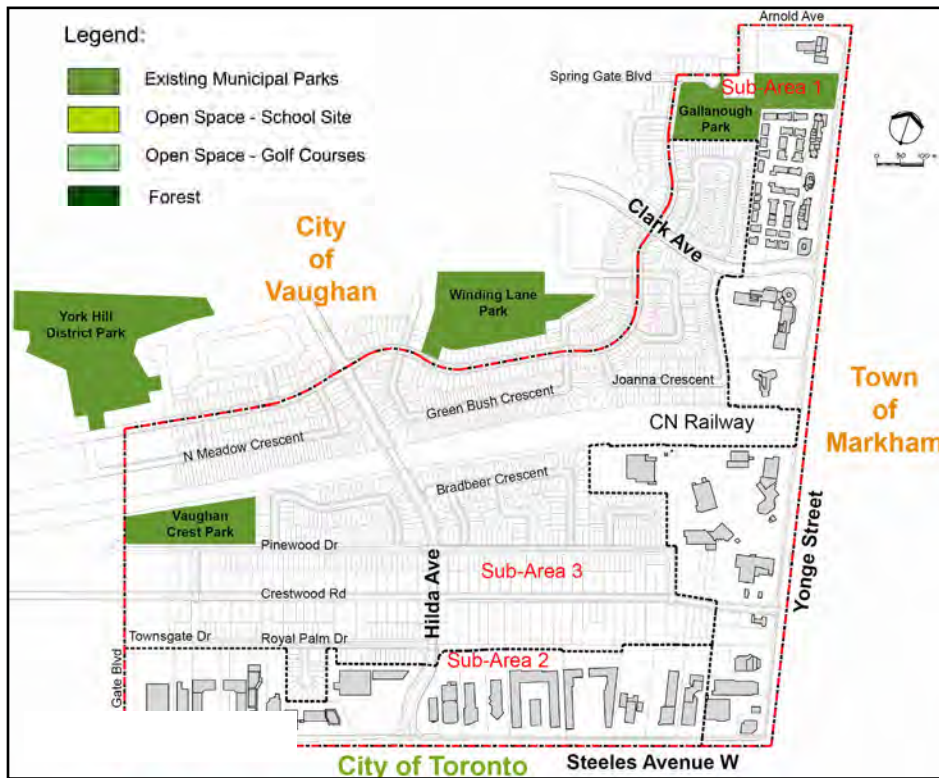 Legend:
Existing Municipal Parks
Open Space - School Site
Open Space - Golf Courses
Forest
Arnold Ave
Spring Gate Blvd
Sub-Area 1
Gallanough
Park
Clark Ave
City
of
Vaughan
Winding Lane
Park
York Hill
District Park
Joanna Crescent
Green Bush Crescent
Town
of
Markham
CN Railway
N Meadow Crescent
Bradbeer Crescent
Vaughan
Crest Park
Pinewood Dr
Hilda Ave
Sub-Area 3
Crestwood Rd
Yonge Street
Townsgate Dr
Royal Palm Dr
Sub-Area 2
Gate Blvd
City of Toronto
Steeles Avenue W